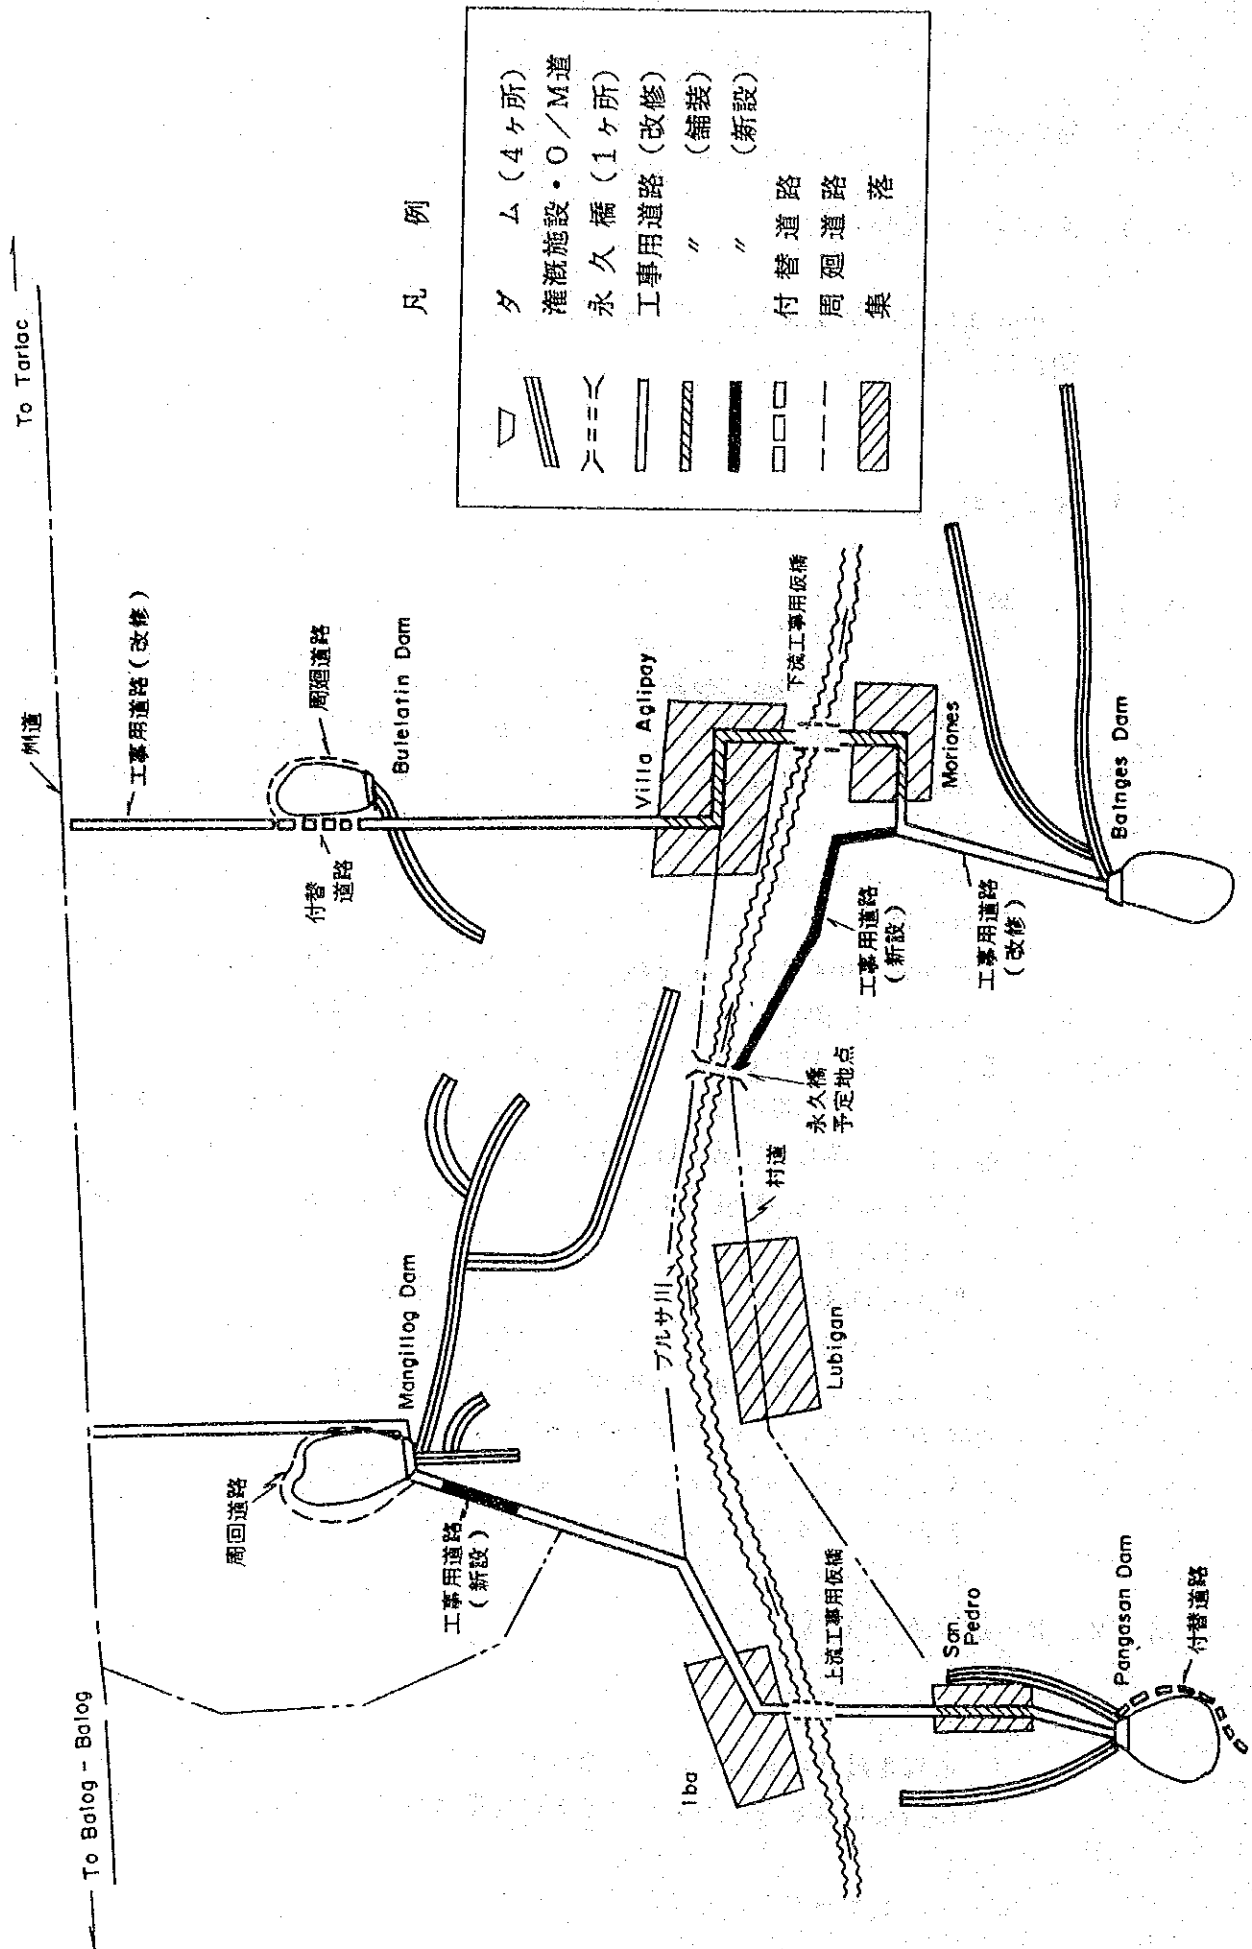 To Tarlac
To Balog - Balog
州道
工事用道路(改修)
周廻道路
Bulelatin Dam
付替
道路
周回道路
Mangillog Dam
工事用道路
(新設)
Villa Aglipay
下流工事用仮橋
Moriones
Balnges Dam
工事用道路
(新設)
工事用道路
(改修)
永久橋
予定地点
村道
ブルサ川
Lubigan
Iba
上流工事用仮橋
San
Pedro
Pangasan Dam
付替道路
凡 例
ダ ム (4ヶ所)
潅漑施設・O/M道
永 久 橋 (1ヶ所)
工事用道路 (改修)
〃 (舗装)
〃 (新設)
付 替 道 路
周 廻 道 路
集 落